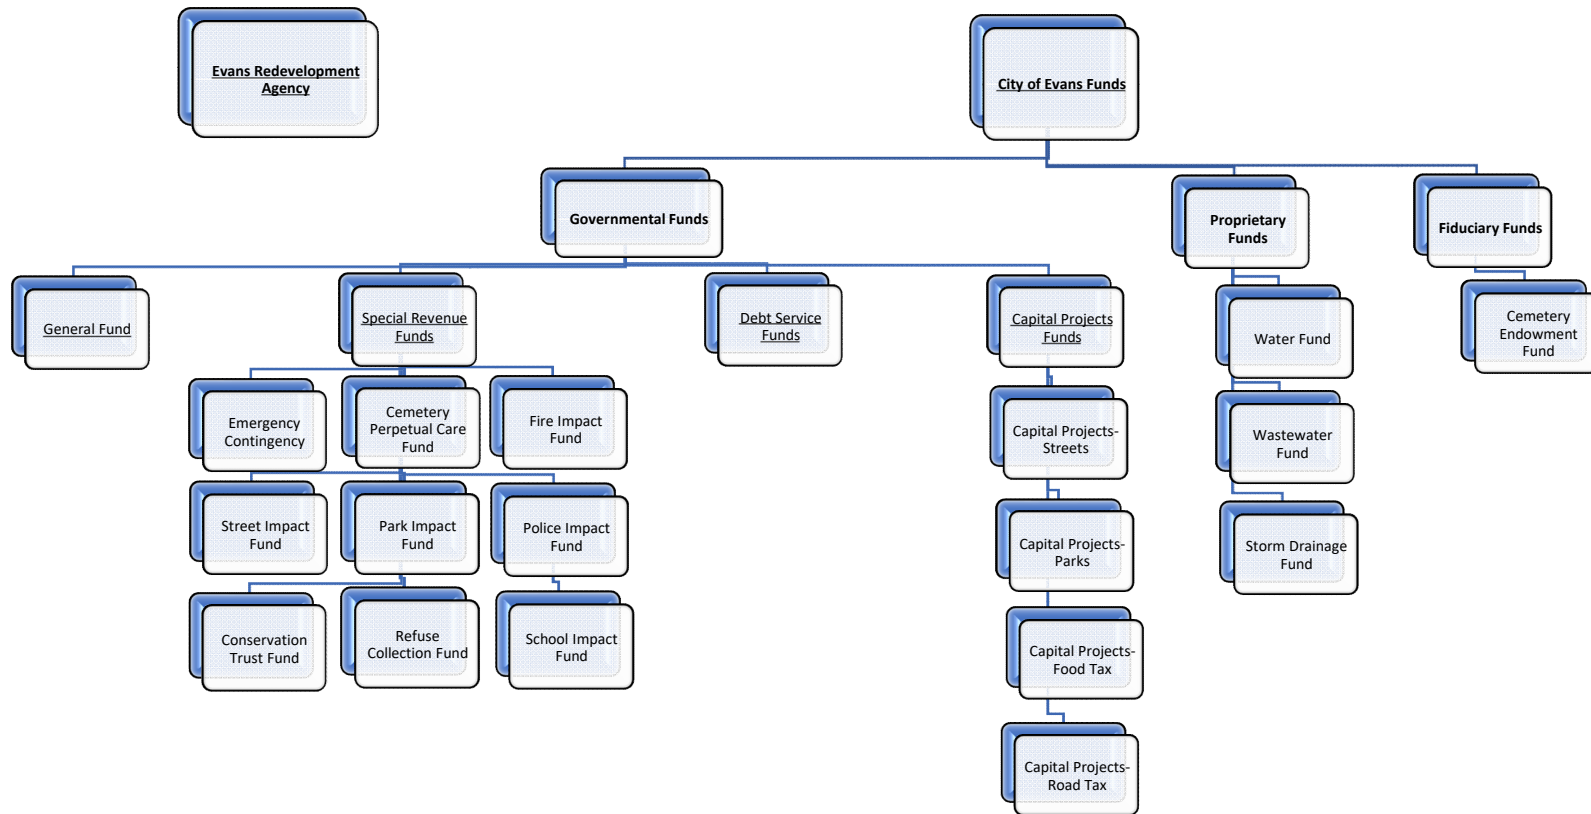 Evans Redevelopment
Agency
City of Evans Funds
Governmental Funds
Proprietary
Funds
Fiduciary Funds
General Fund
Special Revenue
Funds
Debt Service
Funds
Capital Projects
Funds
Water Fund
Cemetery
Endowment
Fund
Emergency
Contingency
Cemetery
Perpetual Care
Fund
Fire Impact
Fund
Capital Projects-
Streets
Wastewater
Fund
Street Impact
Fund
Park Impact
Fund
Police Impact
Fund
Capital Projects-
Parks
Storm Drainage
Fund
Conservation
Trust Fund
Refuse
Collection Fund
School Impact
Fund
Capital Projects-
Food Tax
Capital Projects-
Road Tax